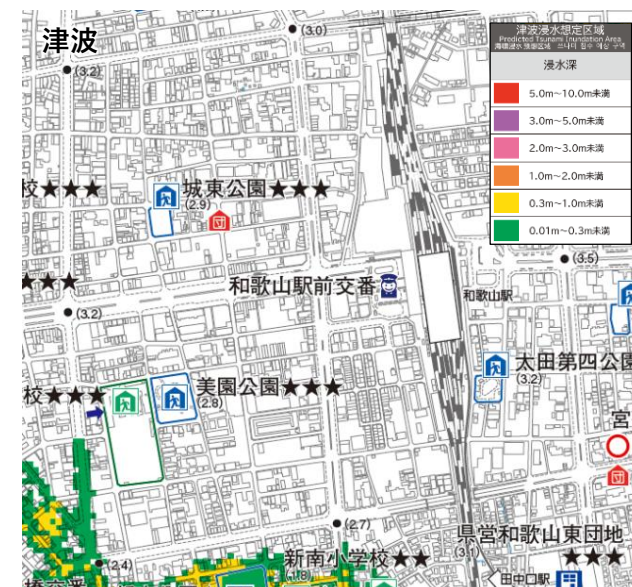 津波
(3.0)
(3.2)
津波浸水想定区域
Predicted Tsunami Inundation Area
浸水深
5.0m～10.0m未満
3.0m～5.0m未満
2.0m～3.0m未満
1.0m～2.0m未満
0.3m～1.0m未満
0.01m～0.3m未満
校★★★
城東公園★★★
(2.9)
団
(3.5)
★★★
和歌山駅前交番
和歌山駅
(3.2)
太田第四公園
(3.2)
校★★★
美園公園★★★
(2.8)
宮
団
(2.7)
県営和歌山東団地
★★★
(3.1)
(2.4)
新南小学校★★
(1.8)
田中口駅